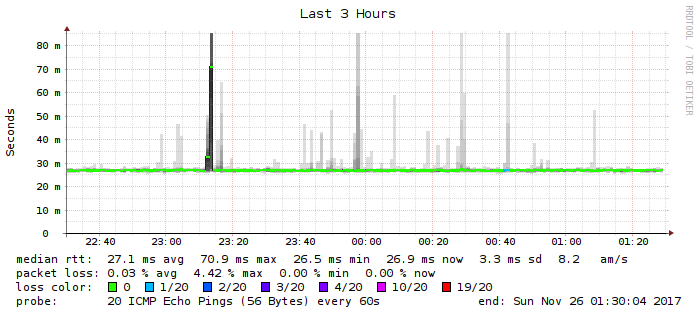 Last 3 Hours
RRDTOOL / TOBI OETIKER
Seconds
80 m
70 m
60 m
50 m
40 m
30 m
20 m
10 m
0
22:40 23:00 23:20 23:40 00:00 00:20 00:40 01:00 01:20
median rtt: 27.1 ms avg 70.9 ms max 26.5 ms min 26.9 ms now 3.3 ms sd 8.2 am/s
packet loss: 0.03 % avg 4.42 % max 0.00 % min 0.00 % now
loss color: 0 1/20 2/20 3/20 4/20 10/20 19/20
probe: 20 ICMP Echo Pings (56 Bytes) every 60s end: Sun Nov 26 01:30:04 2017